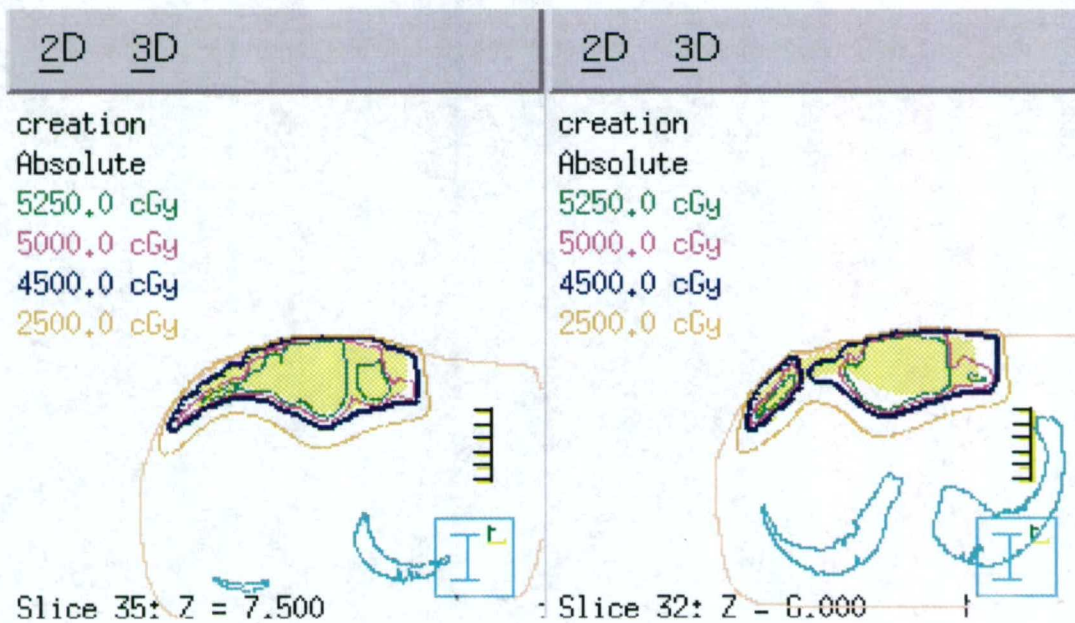 2D 3D
creation
Absolute
5250.0 cGy
5000.0 cGy
4500.0 cGy
2500.0 cGy
Slice 35: Z = 7.500
2D 3D
creation
Absolute
5250.0 cGy
5000.0 cGy
4500.0 cGy
2500.0 cGy
Slice 32: Z = 6.000